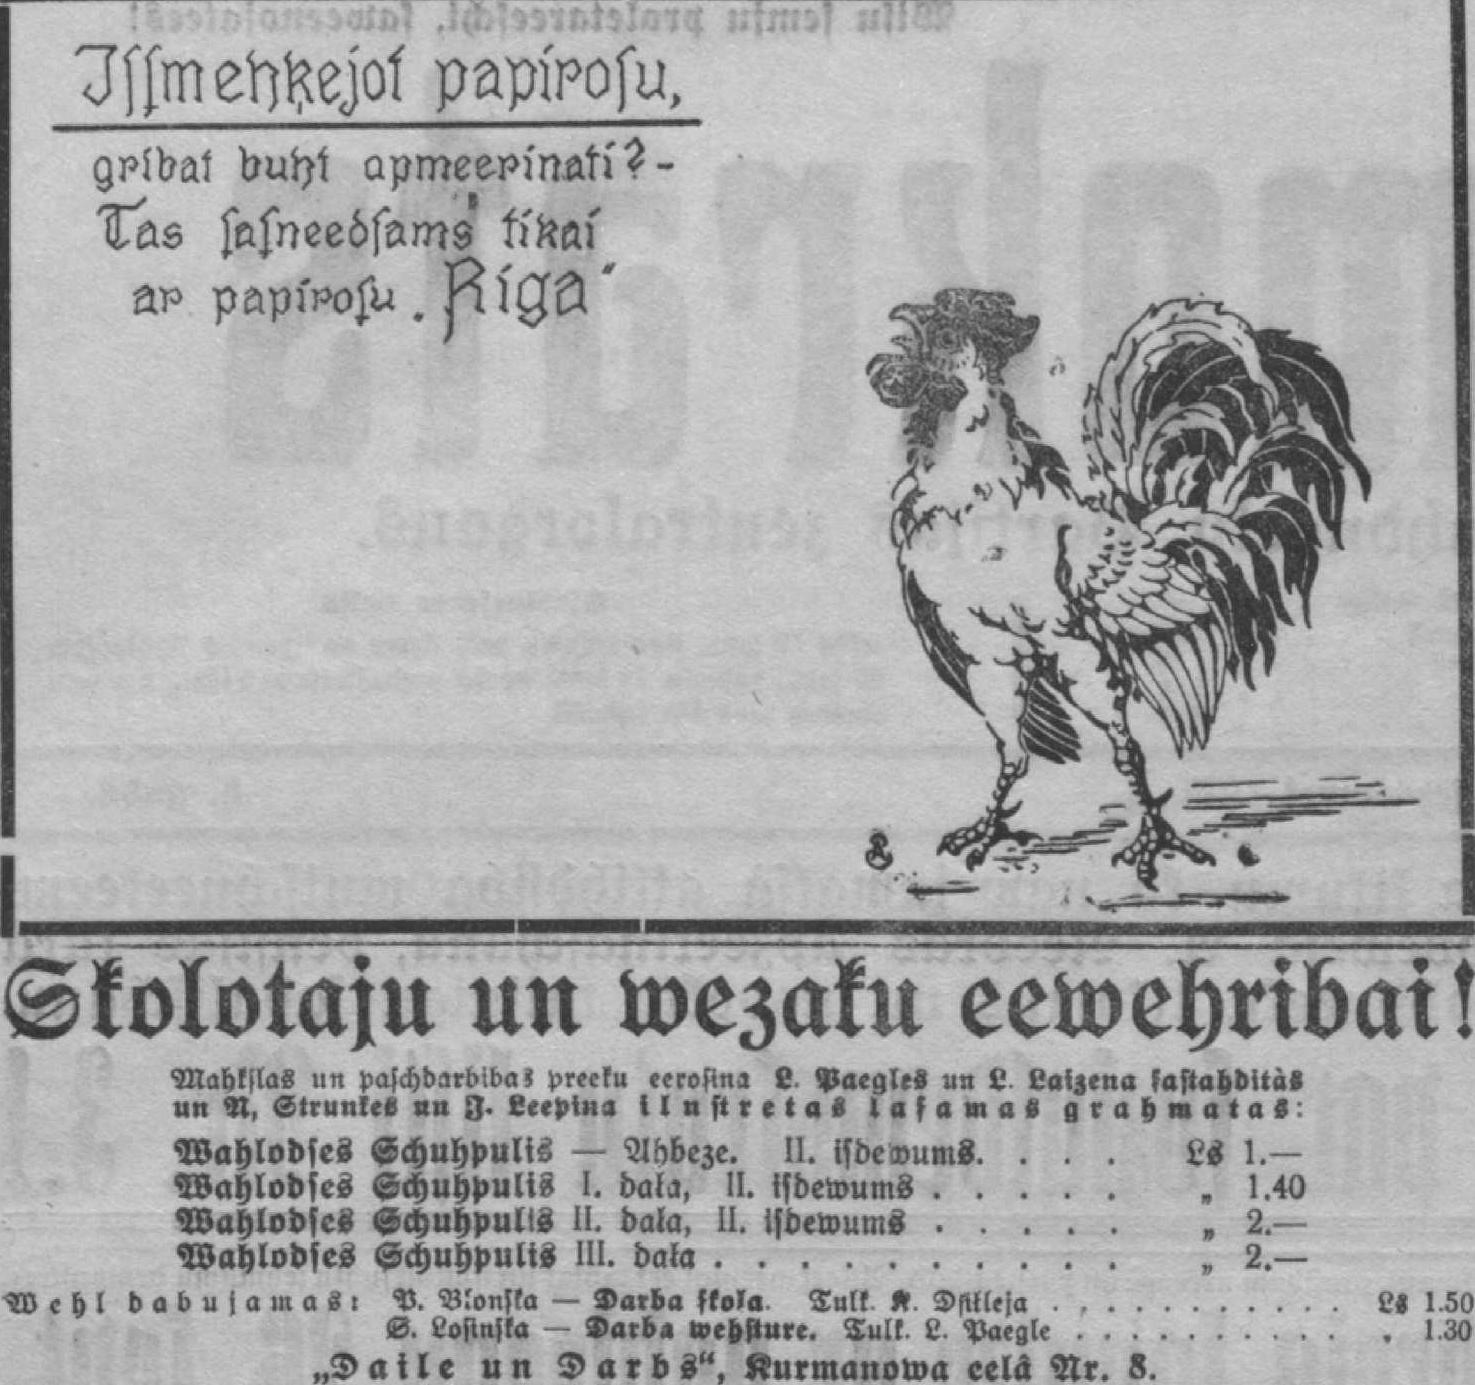 Iſſmehķejot papiroſu,
gribat buht apmeerinati? -
Tas ſaſneedſams tikai
ar papiroſu „Riga“
Skolotaju un wezaku eewehribai!
Mahkſlas un paſchdarbibas preeku eeroſina L. Paegles un L. Laizena ſaſtahditàs
un N, Strunkes un J. Leepina iluſtretas laſamas grahmatas:
Wahlodſes Schuhpulis — Ahbeze. II. iſdewums. . . . . Ls 1.—
Wahlodſes Schuhpulis I. daļa, II. iſdewums . . . . . „ 1.40
Wahlodſes Schuhpulis II. daļa, II. iſdewums . . . . . „ 2.—
Wahlodſes Schuhpulis III. daļa . . . . . . . . . . „ 2.—
Wehl dabujamas: P. Blonſka — Darba ſkola. Tulk. K. Dſiļleja . . . . . . . . . . . . Ls 1.50
S. Loſinſka — Darba wehſture. Tulk. L. Paegle . . . . . . . . . . . „ 1.30
„Daile un Darbs“, Kurmanowa eelâ Nr. 8.